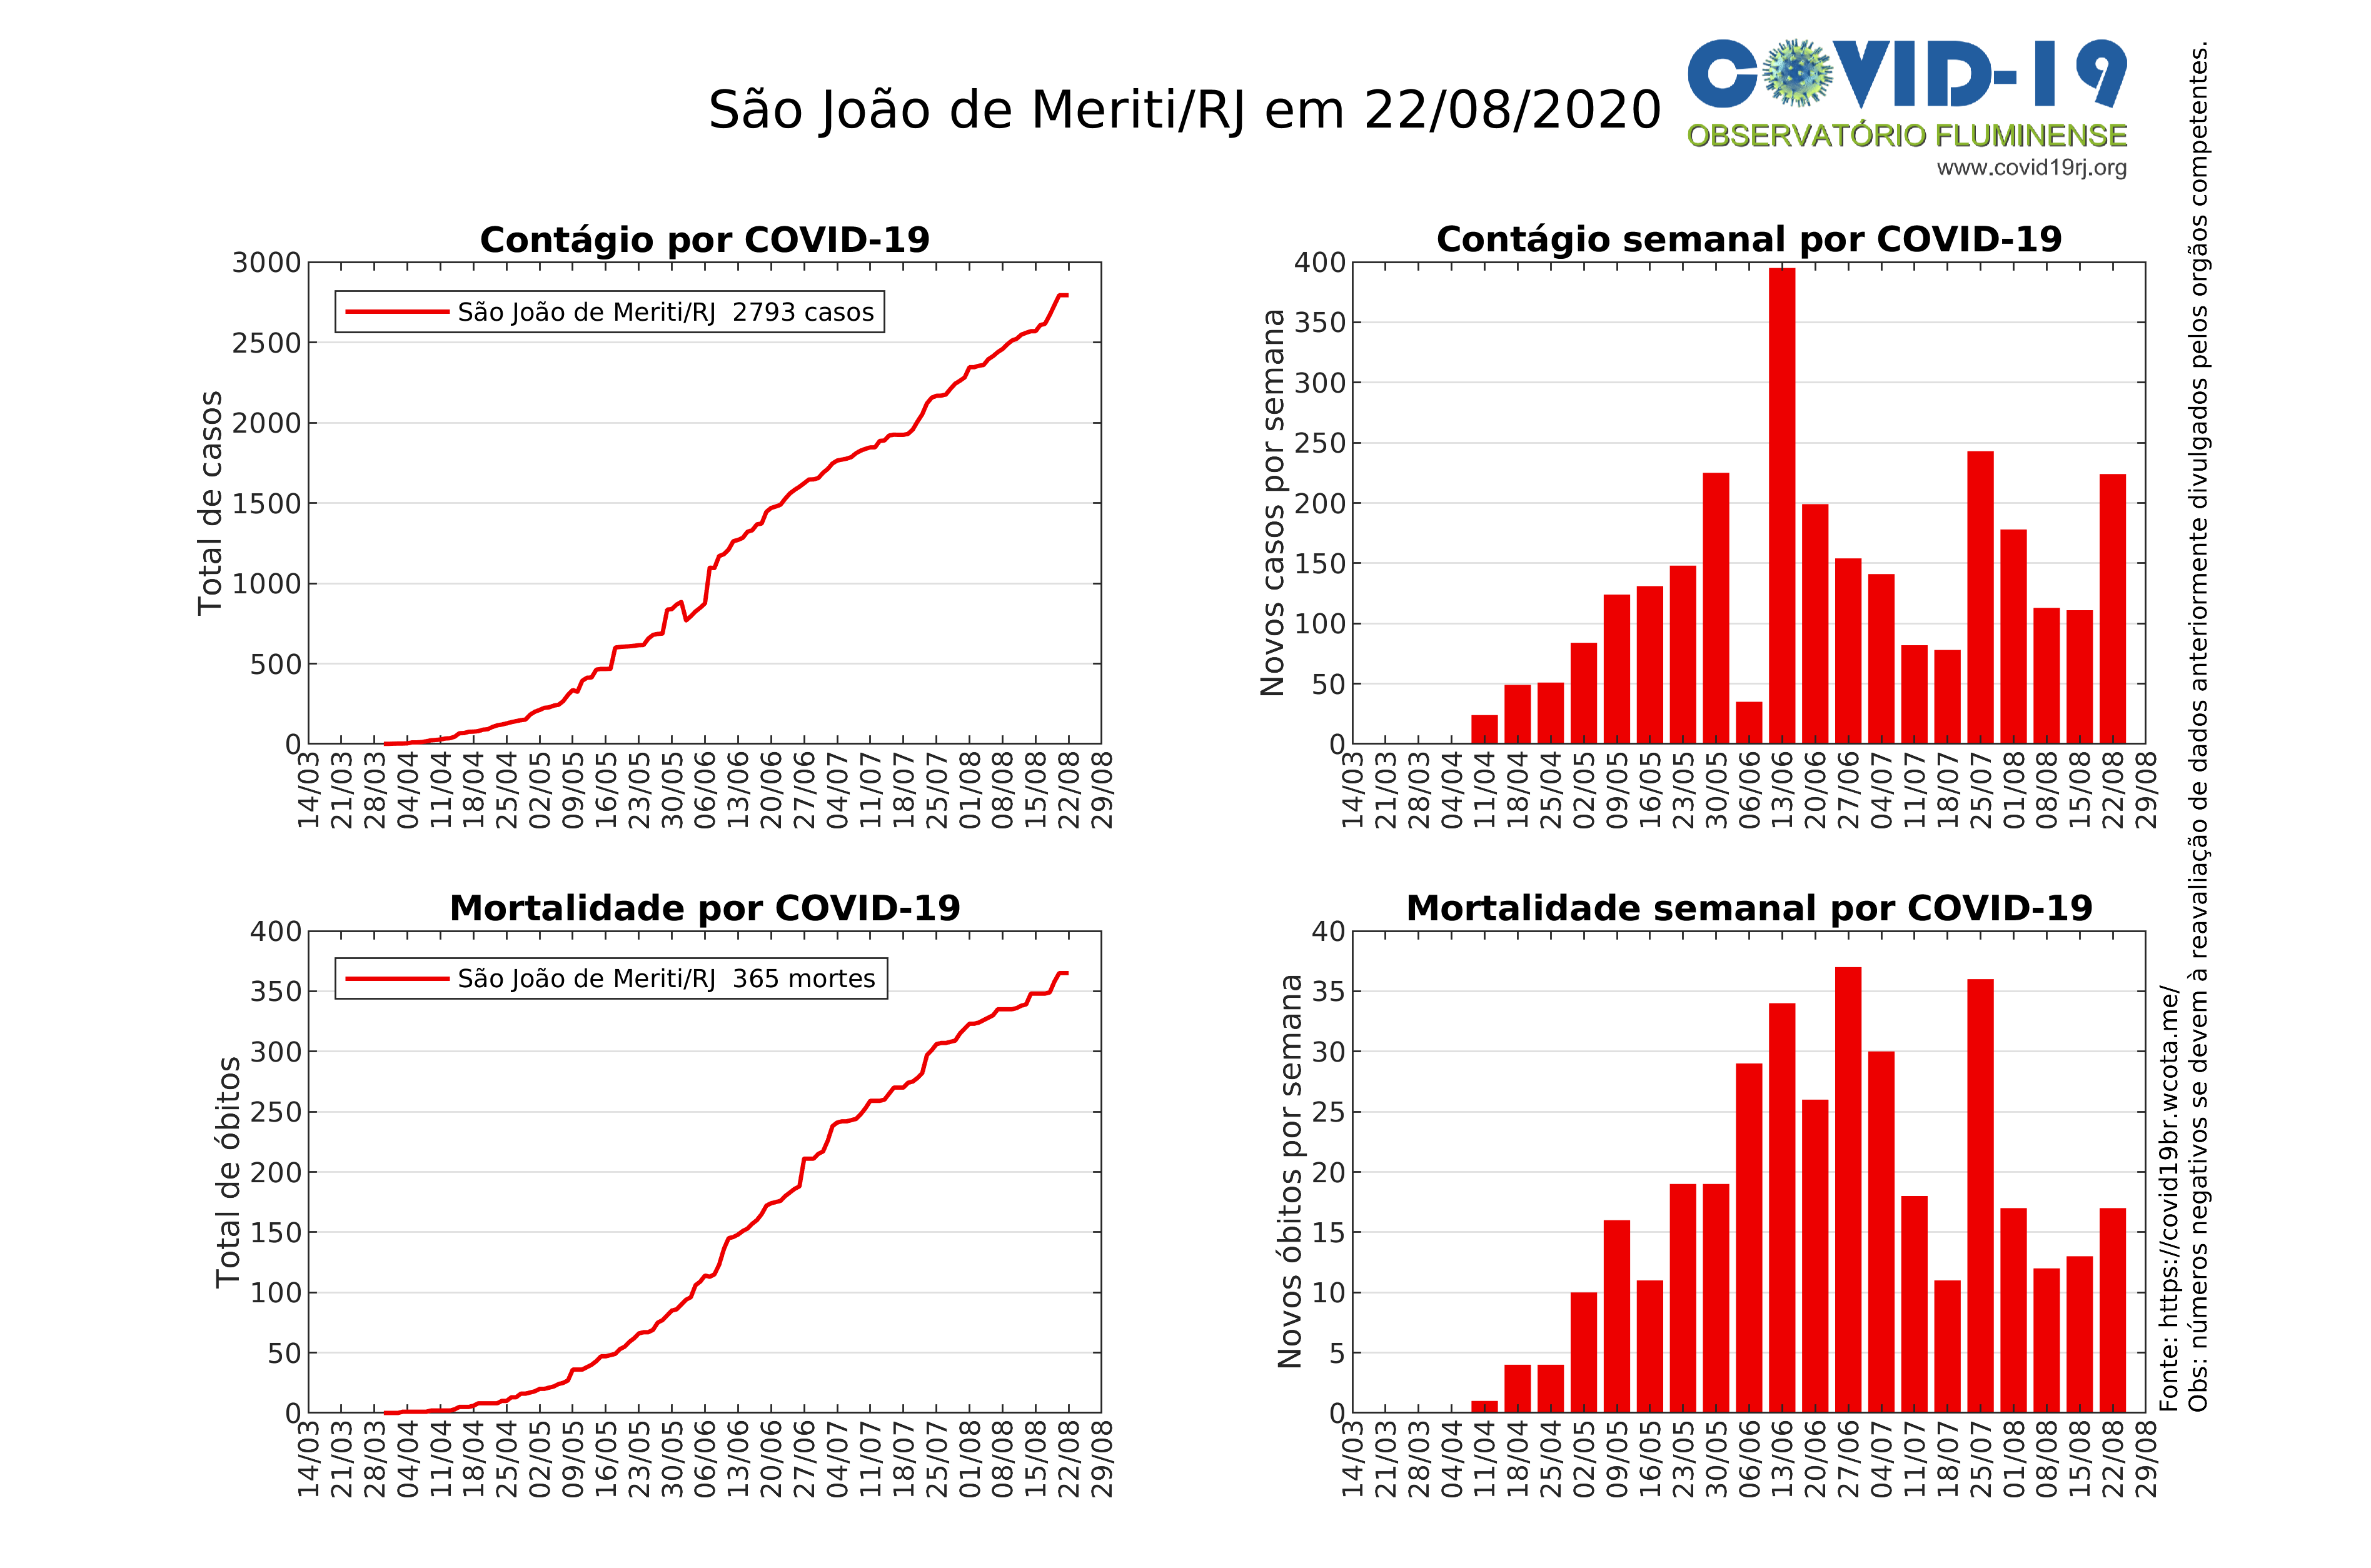 São João de Meriti/RJ em 22/08/2020
COVID-19
OBSERVATÓRIO FLUMINENSE
www.covid19rj.org
Contágio por COVID-19
Total de casos
3000
2500
2000
1500
1000
500
0
São João de Meriti/RJ 2793 casos
14/03 21/03 28/03 04/04 11/04 18/04 25/04 02/05 09/05 16/05 23/05 30/05 06/06 13/06 20/06 27/06 04/07 11/07 18/07 25/07 01/08 08/08 15/08 22/08 29/08
Contágio semanal por COVID-19
Novos casos por semana
400
350
300
250
200
150
100
50
0
14/03 21/03 28/03 04/04 11/04 18/04 25/04 02/05 09/05 16/05 23/05 30/05 06/06 13/06 20/06 27/06 04/07 11/07 18/07 25/07 01/08 08/08 15/08 22/08 29/08
Mortalidade por COVID-19
Total de óbitos
400
350
300
250
200
150
100
50
0
São João de Meriti/RJ 365 mortes
14/03 21/03 28/03 04/04 11/04 18/04 25/04 02/05 09/05 16/05 23/05 30/05 06/06 13/06 20/06 27/06 04/07 11/07 18/07 25/07 01/08 08/08 15/08 22/08 29/08
Mortalidade semanal por COVID-19
Novos óbitos por semana
40
35
30
25
20
15
10
5
0
14/03 21/03 28/03 04/04 11/04 18/04 25/04 02/05 09/05 16/05 23/05 30/05 06/06 13/06 20/06 27/06 04/07 11/07 18/07 25/07 01/08 08/08 15/08 22/08 29/08
Fonte: https://covid19br.wcota.me/
Obs: números negativos se devem à reavaliação de dados anteriormente divulgados pelos orgãos competentes.